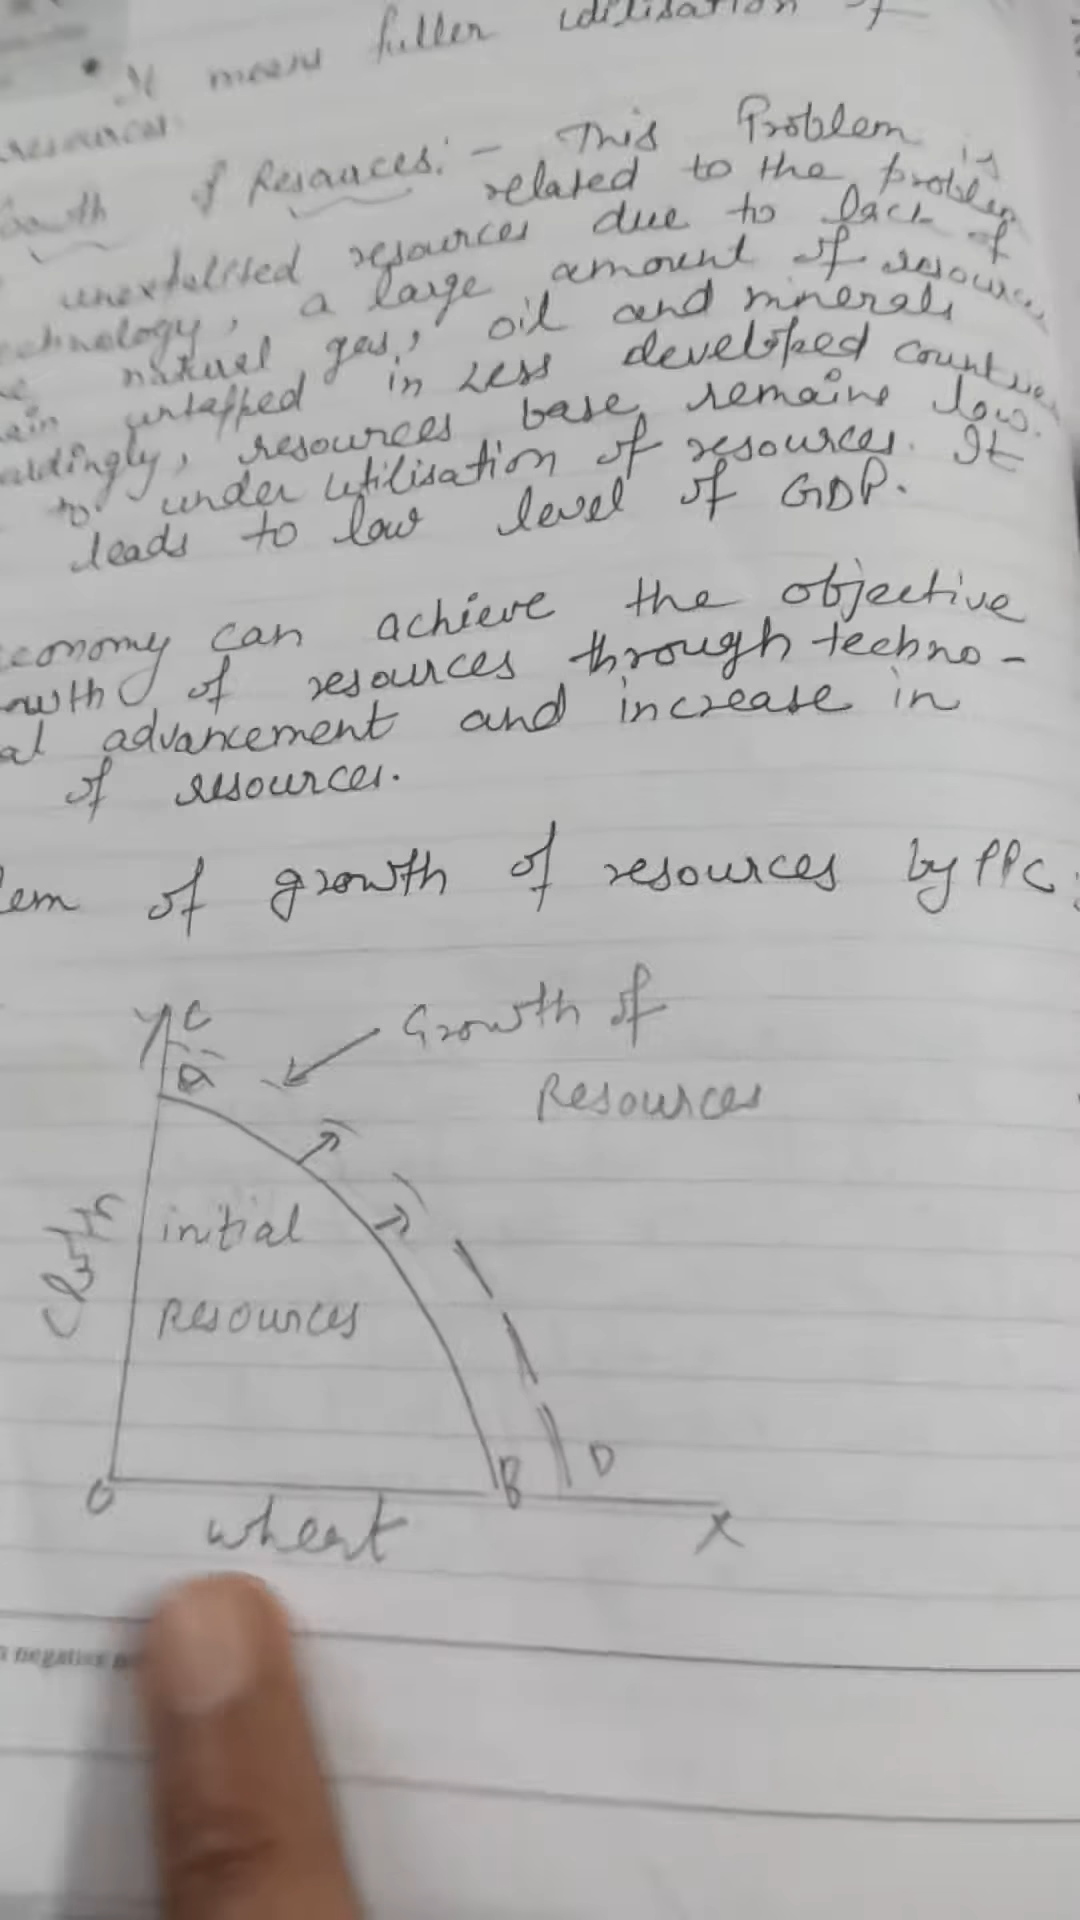 • It means fuller utilisation of
resources.
of Resources: - This Problem is
related to the problem
unextelised resources due to lack of
technology, a large amount of resources
natural gas, oil and minerals
untapped in Less developed countries
resources base remains low.
to under utilisation of resources. It
leads to low level of GDP.
economy can achieve the objective
of resources through techno-
advancement and increase in
of resources.
of growth of resources by PPC:
Y C
Growth of
a
Resources
Cloth
initial
resources
B D
O
wheat X
negative